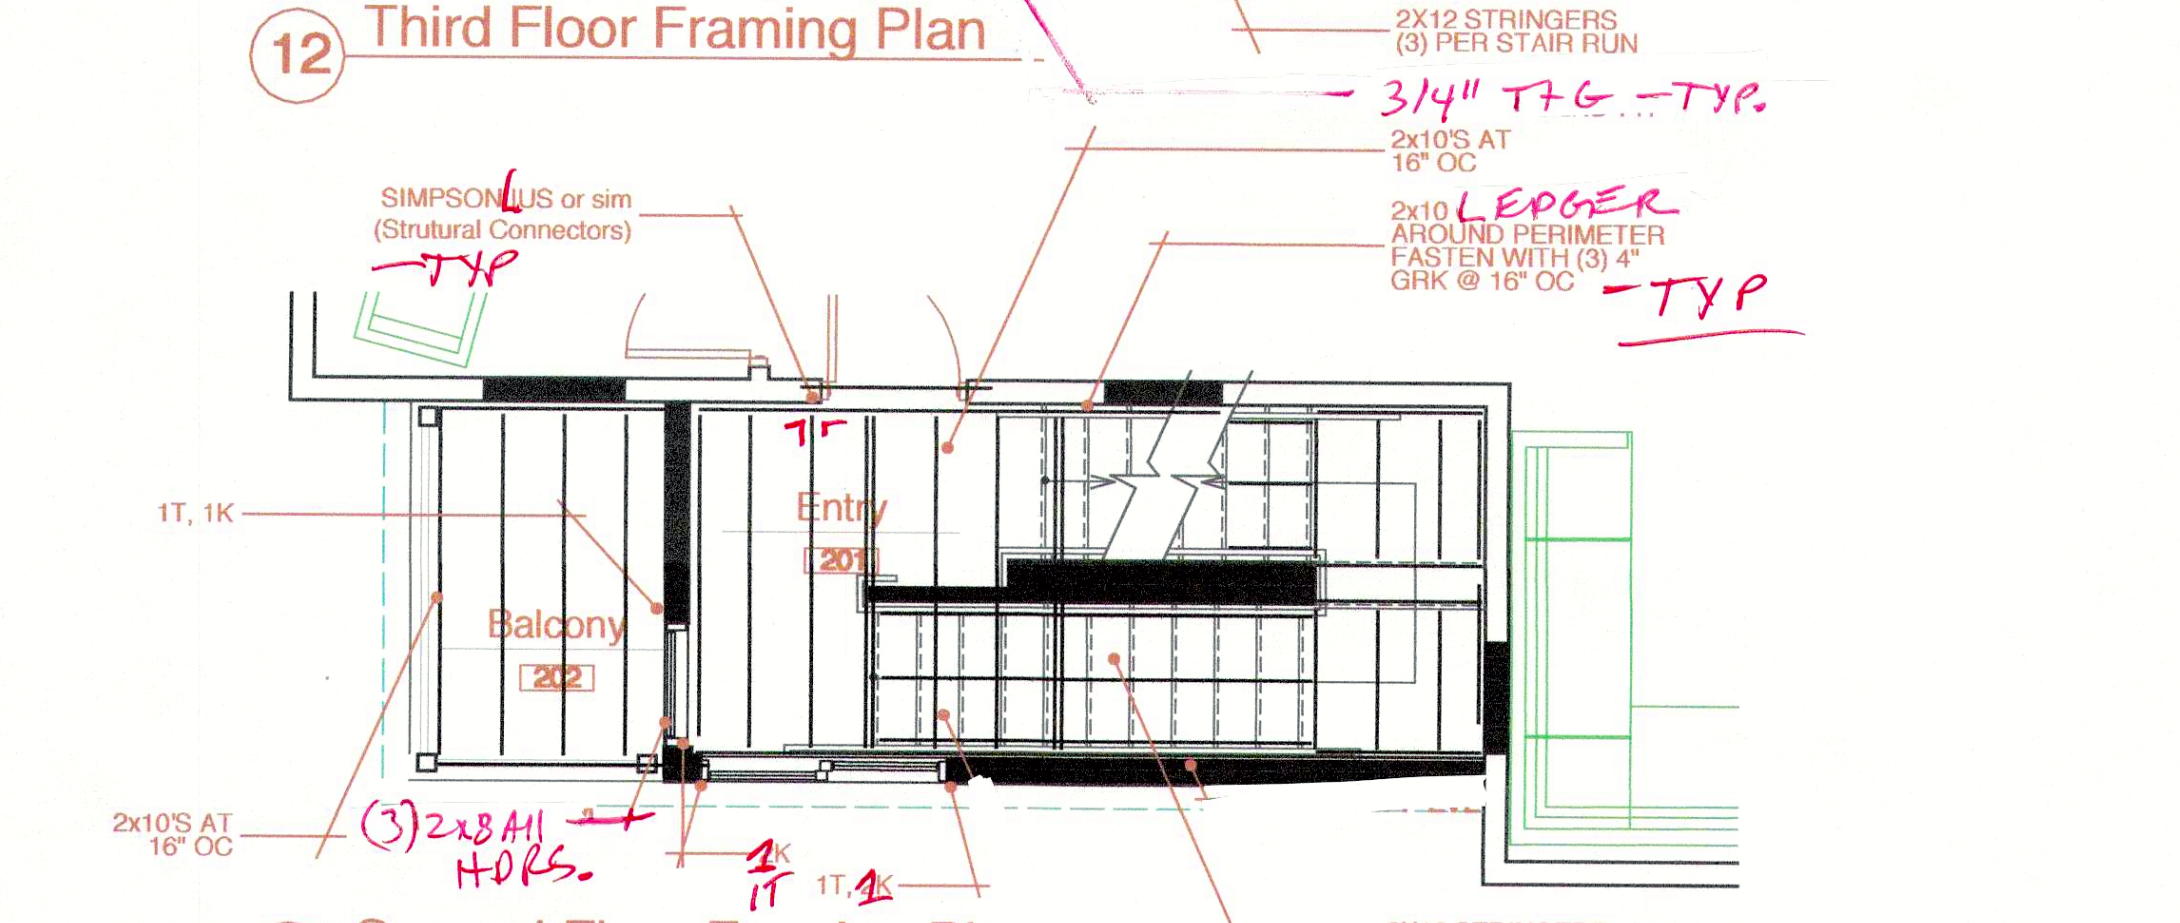 12
Third Floor Framing Plan
2X12 STRINGERS
(3) PER STAIR RUN
3/4" T+G -TYP.
2x10'S AT
16" OC
SIMPSON LUS or sim
(Strutural Connectors)
-TYP
2x10 LEDGER
AROUND PERIMETER
FASTEN WITH (3) 4"
GRK @ 16" OC -TYP
1T, 1K
Entry
201
Balcony
202
2x10'S AT
16" OC
(3) 2x8 All
HDRS.
1K
1T
1T, 1K